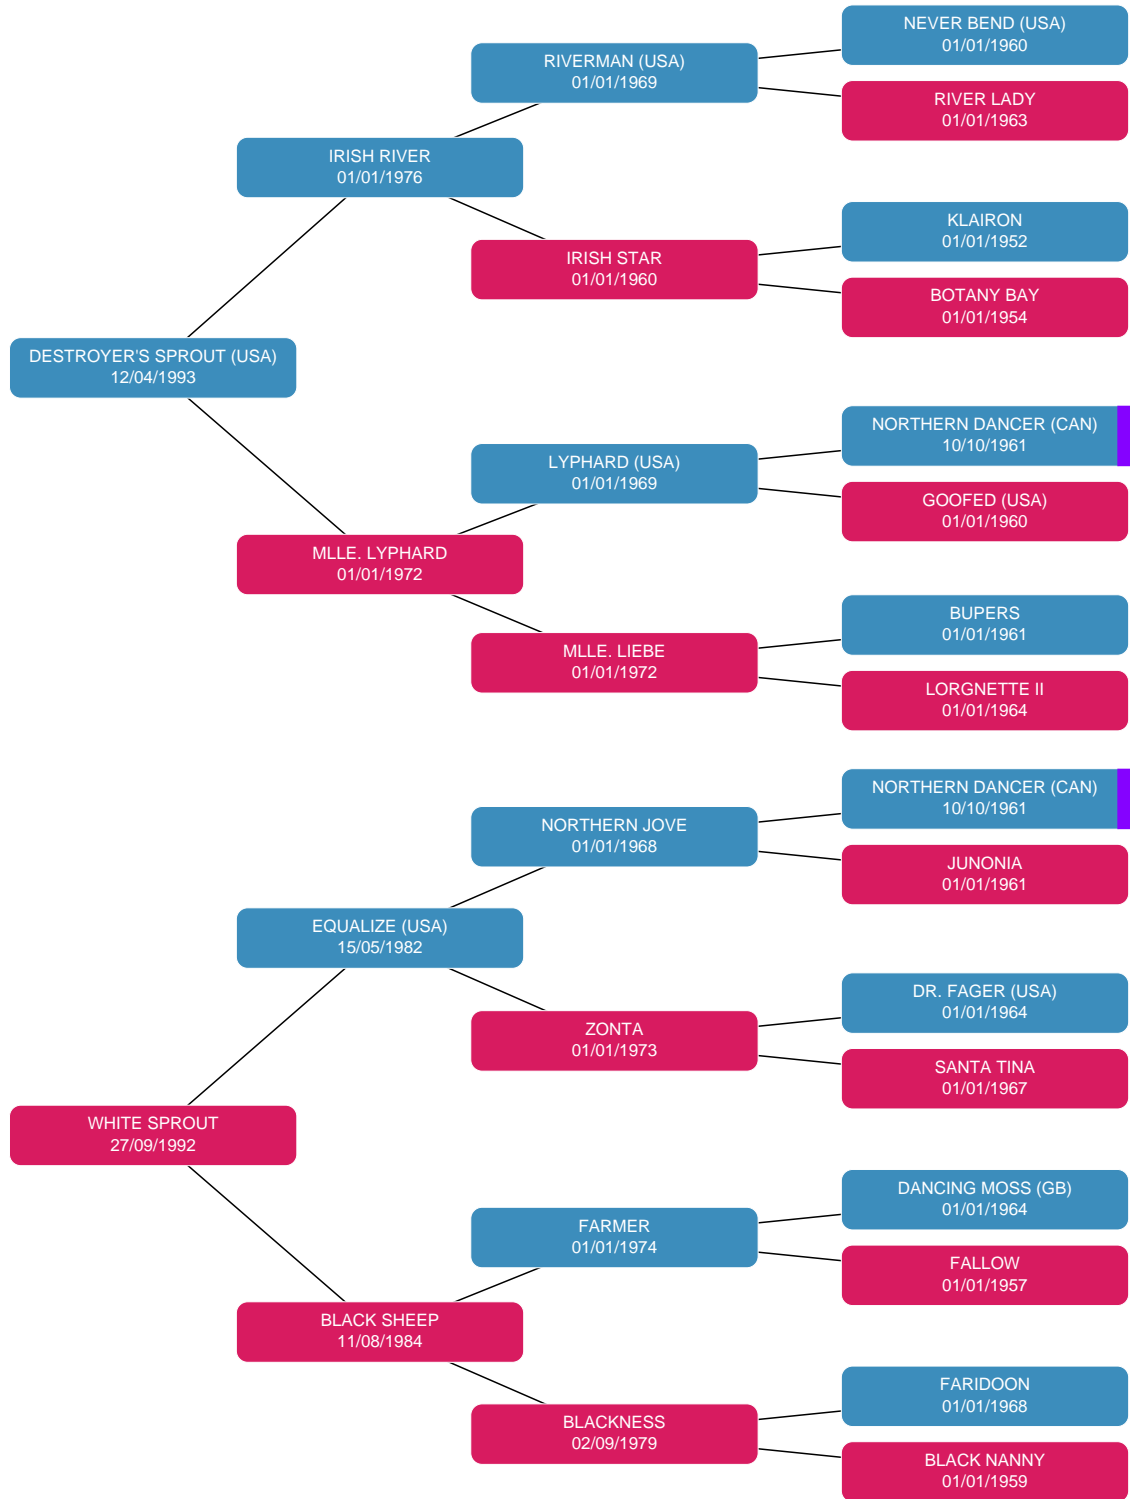 NEVER BEND (USA)
01/01/1960
RIVERMAN (USA)
01/01/1969
RIVER LADY
01/01/1963
IRISH RIVER
01/01/1976
KLAIRON
01/01/1952
IRISH STAR
01/01/1960
BOTANY BAY
01/01/1954
DESTROYER'S SPROUT (USA)
12/04/1993
NORTHERN DANCER (CAN)
10/10/1961
LYPHARD (USA)
01/01/1969
GOOFED (USA)
01/01/1960
MLLE. LYPHARD
01/01/1972
BUPERS
01/01/1961
MLLE. LIEBE
01/01/1972
LORGNETTE II
01/01/1964
NORTHERN DANCER (CAN)
10/10/1961
NORTHERN JOVE
01/01/1968
JUNONIA
01/01/1961
EQUALIZE (USA)
15/05/1982
DR. FAGER (USA)
01/01/1964
ZONTA
01/01/1973
SANTA TINA
01/01/1967
WHITE SPROUT
27/09/1992
DANCING MOSS (GB)
01/01/1964
FARMER
01/01/1974
FALLOW
01/01/1957
BLACK SHEEP
11/08/1984
FARIDOON
01/01/1968
BLACKNESS
02/09/1979
BLACK NANNY
01/01/1959